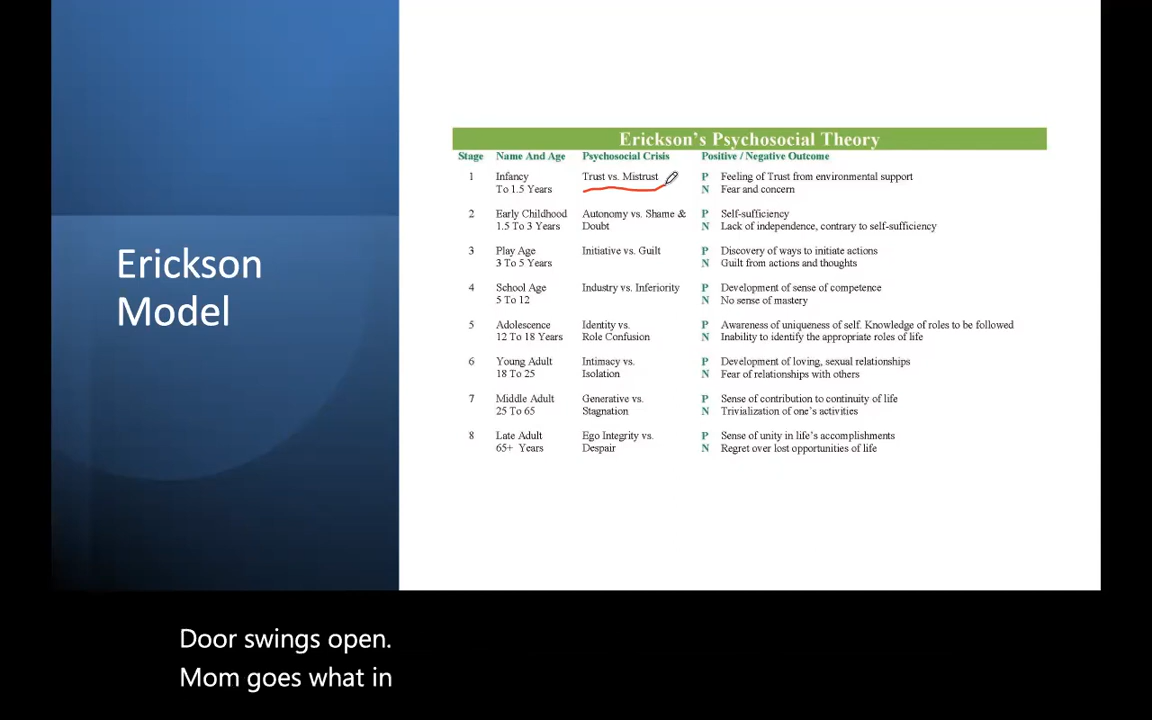 Erickson
Model
Erickson's Psychosocial Theory
Stage Name And Age Psychosocial Crisis Positive / Negative Outcome
1 Infancy Trust vs. Mistrust P Feeling of Trust from environmental support
To 1.5 Years N Fear and concern
2 Early Childhood Autonomy vs. Shame & P Self-sufficiency
1.5 To 3 Years Doubt N Lack of independence, contrary to self-sufficiency
3 Play Age Initiative vs. Guilt P Discovery of ways to initiate actions
3 To 5 Years N Guilt from actions and thoughts
4 School Age Industry vs. Inferiority P Development of sense of competence
5 To 12 N No sense of mastery
5 Adolescence Identity vs. P Awareness of uniqueness of self. Knowledge of roles to be followed
12 To 18 Years Role Confusion N Inability to identify the appropriate roles of life
6 Young Adult Intimacy vs. P Development of loving, sexual relationships
18 To 25 Isolation N Fear of relationships with others
7 Middle Adult Generative vs. P Sense of contribution to continuity of life
25 To 65 Stagnation N Trivialization of one's activities
8 Late Adult Ego Integrity vs. P Sense of unity in life's accomplishments
65+ Years Despair N Regret over lost opportunities of life
Door swings open.
Mom goes what in